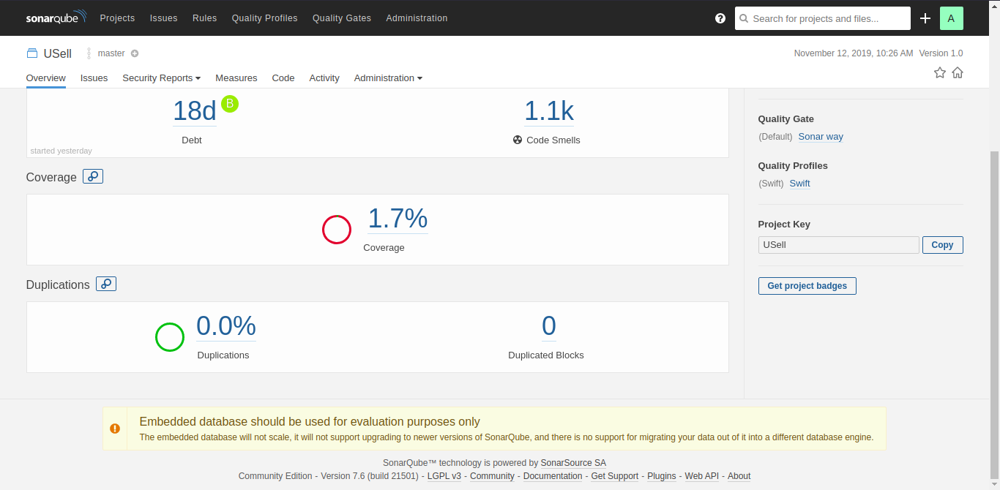 sonarqube Projects Issues Rules Quality Profiles Quality Gates Administration Search for projects and files... A
USell master November 12, 2019, 10:26 AM Version 1.0
Overview Issues Security Reports Measures Code Activity Administration
18d B 1.1k
Debt Code Smells
started yesterday
Coverage
1.7%
Coverage
Duplications
0.0% 0
Duplications Duplicated Blocks
Quality Gate
(Default) Sonar way
Quality Profiles
(Swift) Swift
Project Key
USell Copy
Get project badges
Embedded database should be used for evaluation purposes only
The embedded database will not scale, it will not support upgrading to newer versions of SonarQube, and there is no support for migrating your data out of it into a different database engine.
SonarQube™ technology is powered by SonarSource SA
Community Edition - Version 7.6 (build 21501) - LGPL v3 - Community - Documentation - Get Support - Plugins - Web API - About